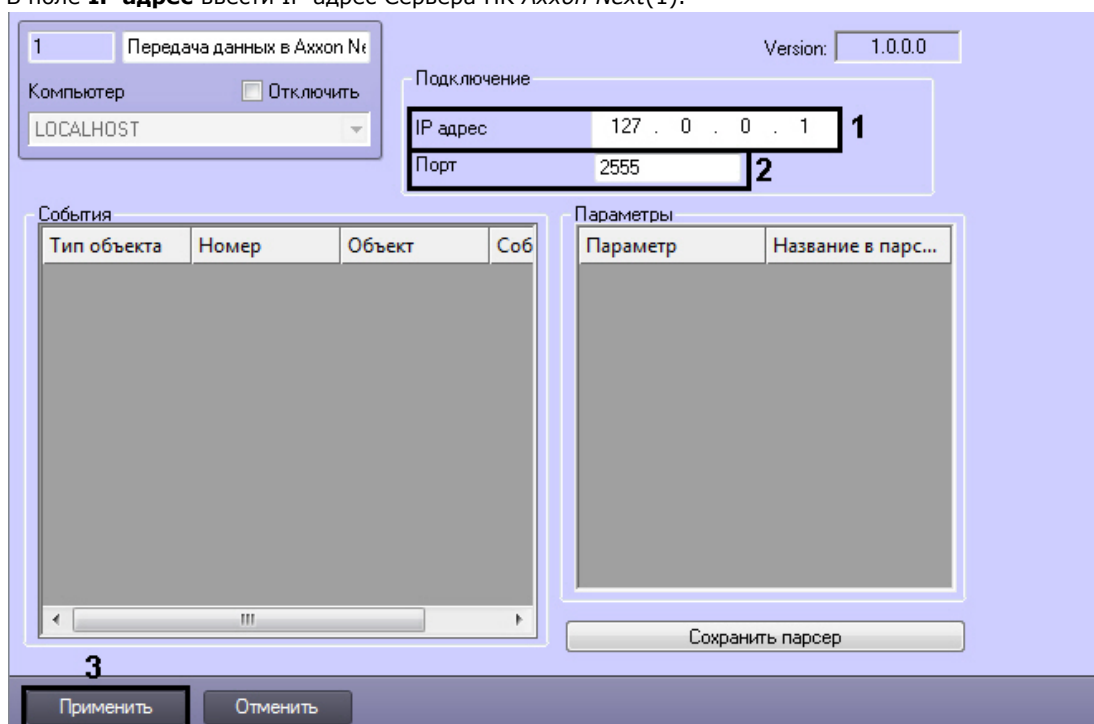 В поле IP адрес ввести IP-адрес Сервера ПК Axxon Next(1).
1 Передача данных в Axxon Ne
Version: 1.0.0.0
Компьютер Отключить
LOCALHOST
Подключение
IP адрес 127 . 0 . 0 . 1 1
Порт 2555 2
События
Тип объекта Номер Объект Соб
Параметры
Параметр Название в парс...
Сохранить парсер
3
Применить Отменить